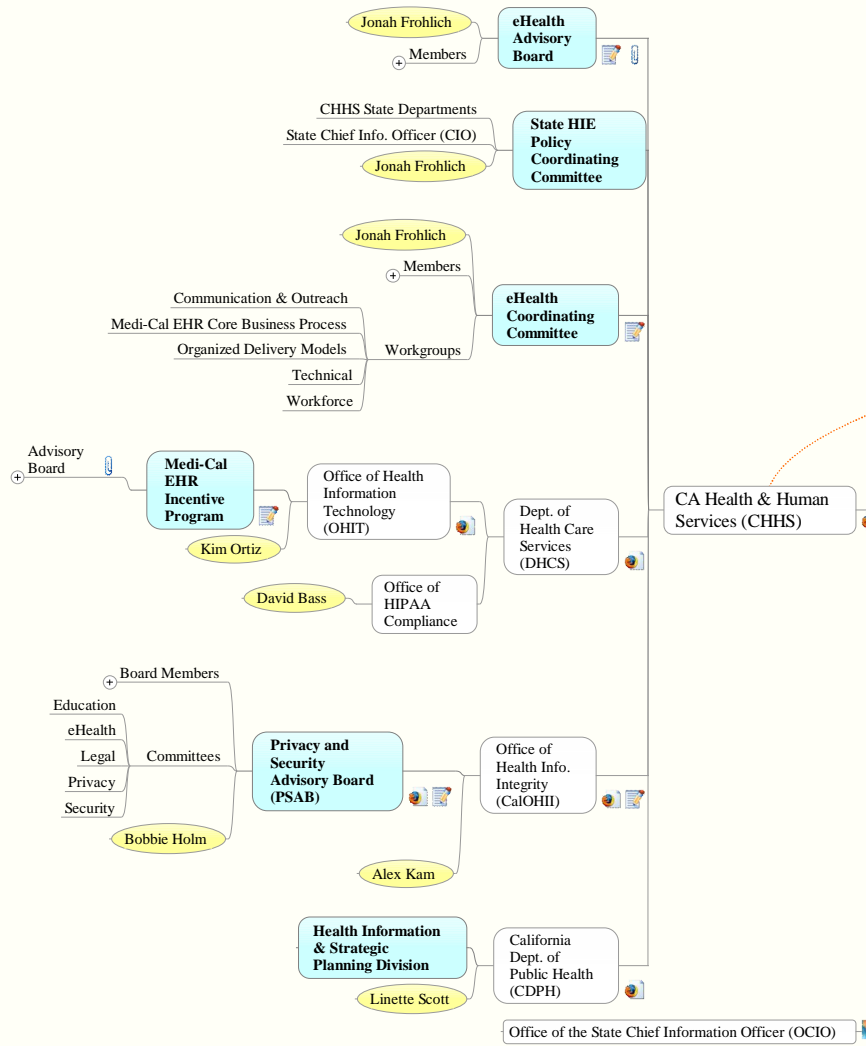 Jonah Frohlich
eHealth
Advisory
Board
Members
CHHS State Departments
State Chief Info. Officer (CIO)
Jonah Frohlich
State HIE
Policy
Coordinating
Committee
Jonah Frohlich
Members
eHealth
Coordinating
Committee
Communication & Outreach
Medi-Cal EHR Core Business Process
Organized Delivery Models
Technical
Workforce
Workgroups
Advisory
Board
Medi-Cal
EHR
Incentive
Program
Office of Health
Information
Technology
(OHIT)
Kim Ortiz
Dept. of
Health Care
Services
(DHCS)
CA Health & Human
Services (CHHS)
David Bass
Office of
HIPAA
Compliance
Board Members
Education
eHealth
Legal
Privacy
Security
Committees
Privacy and
Security
Advisory Board
(PSAB)
Office of
Health Info.
Integrity
(CalOHII)
Bobbie Holm
Alex Kam
Health Information
& Strategic
Planning Division
Linette Scott
California
Dept. of
Public Health
(CDPH)
Office of the State Chief Information Officer (OCIO)